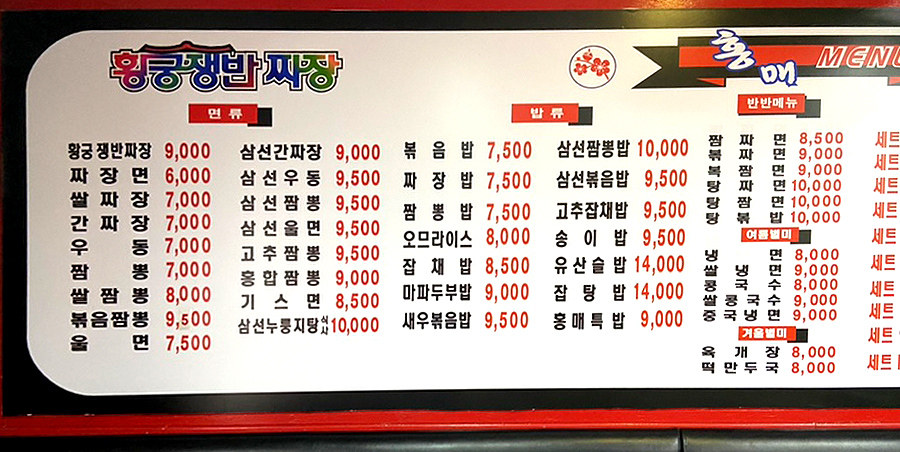 황궁쟁반 짜장
홍매 MENU
면 류
황궁쟁반짜장 9,000
짜장면 6,000
쌀짜장 7,000
간짜장 7,000
우동 7,000
짬뽕 7,000
쌀짬뽕 8,000
볶음짬뽕 9,500
울면 7,500
삼선간짜장 9,000
삼선우동 9,500
삼선짬뽕 9,500
삼선울면 9,500
고추짬뽕 9,500
홍합짬뽕 9,000
기스면 8,500
삼선누룽지탕식사 10,000
밥 류
볶음밥 7,500
짜장밥 7,500
짬뽕밥 7,500
오므라이스 8,000
잡채밥 8,500
마파두부밥 9,000
새우볶음밥 9,500
삼선짬뽕밥 10,000
삼선볶음밥 9,500
고추잡채밥 9,500
송이밥 9,500
유산슬밥 14,000
잡탕밥 14,000
홍매특밥 9,000
반반메뉴
짬짜면 8,500
볶짜면 9,000
볶짬면 9,000
탕짜면 10,000
탕짬면 10,000
탕볶밥 10,000
여름별미
냉면 8,000
쌀냉면 9,000
콩국수 8,000
쌀콩국수 9,000
중국냉면 9,000
겨울별미
육개장 8,000
떡만두국 8,000
세트
세트
세트
세트
세트
세트
세트
세트
세트
세트